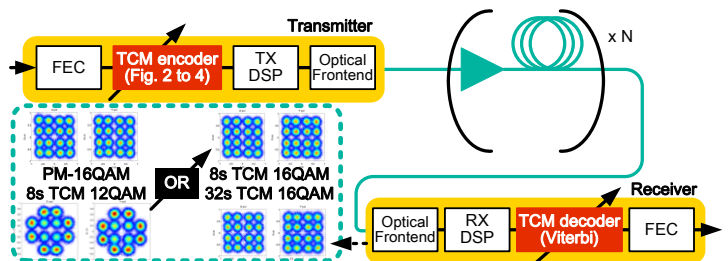 Transmitter
FEC
TCM encoder
(Fig. 2 to 4)
TX
DSP
Optical
Frontend
x N
PM-16QAM
8s TCM 12QAM
OR
8s TCM 16QAM
32s TCM 16QAM
Receiver
Optical
Frontend
RX
DSP
TCM decoder
(Viterbi)
FEC